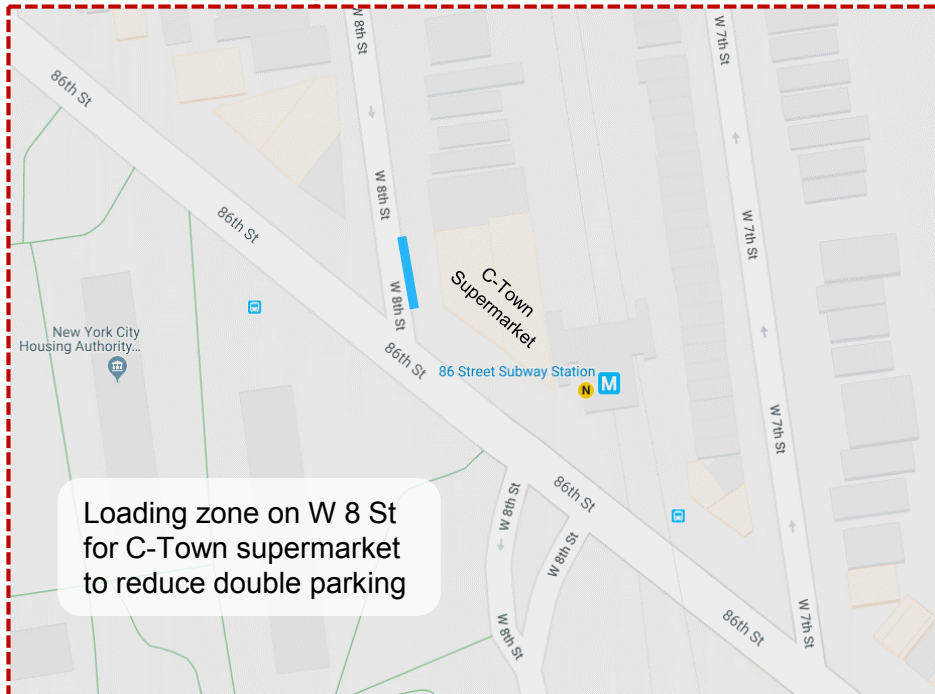 W 8th St
W 7th St
86th St
W 8th St
86th St
W 7th St
C-Town
Supermarket
W 8th St
New York City
Housing Authority...
86th St
86 Street Subway Station
N
M
W 7th St
86th St
W 8th St
W 8th St
Loading zone on W 8 St
for C-Town supermarket
to reduce double parking
W 8th St
86th St
W 7th St